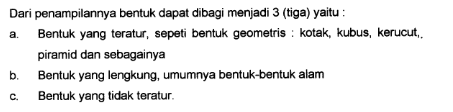 Dari penampilannya bentuk dapat dibagi menjadi 3 (tiga) yaitu :
a. Bentuk yang teratur, sepeti bentuk geometris : kotak, kubus, kerucut,.
piramid dan sebagainya
b. Bentuk yang lengkung, umumnya bentuk-bentuk alam
c. Bentuk yang tidak teratur.